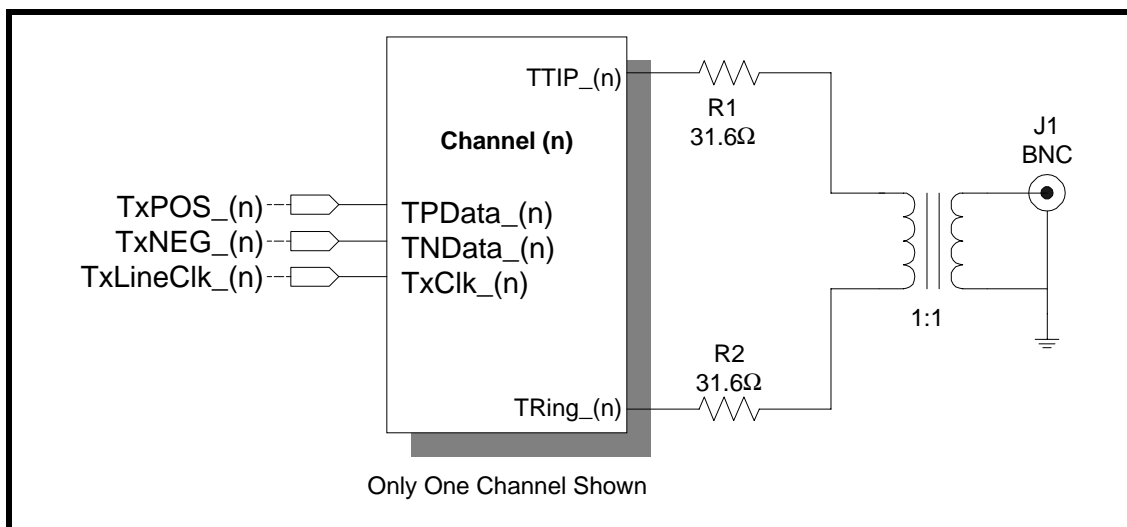 TTIP_(n)
R1
31.6Ω
J1
BNC
Channel (n)
TxPOS_(n)
TPData_(n)
TxNEG_(n)
TNData_(n)
TxLineClk_(n)
TxClk_(n)
1:1
R2
31.6Ω
TRing_(n)
Only One Channel Shown